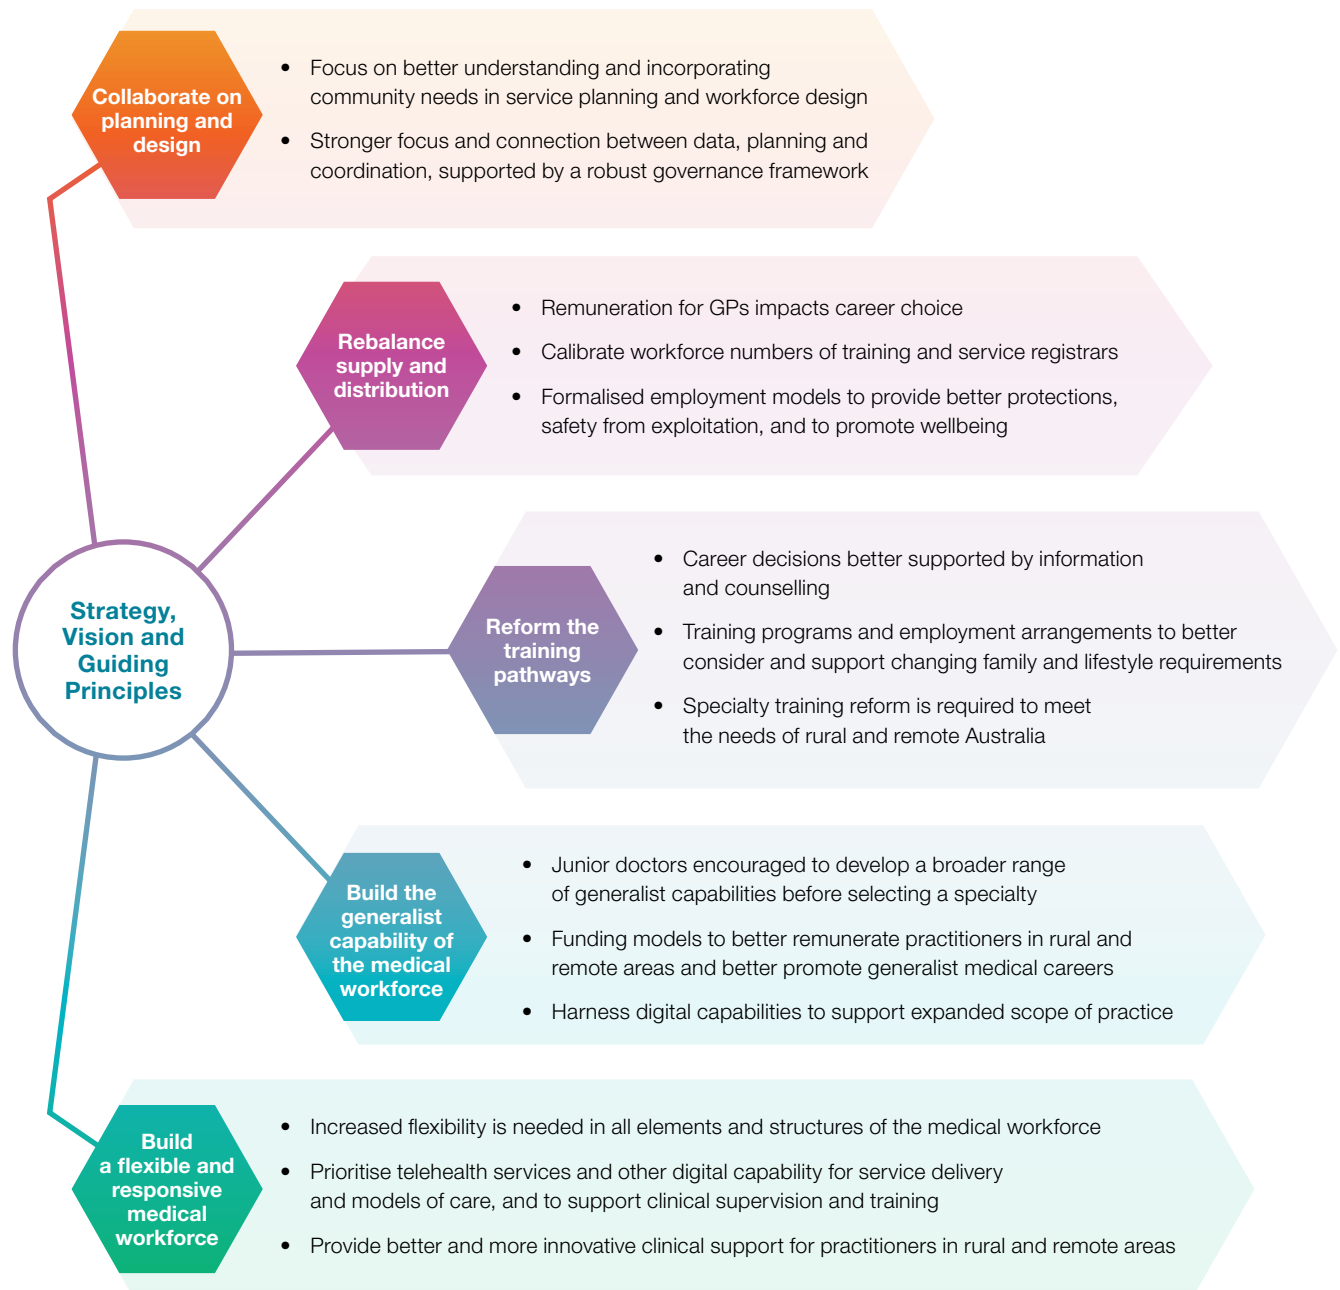 Collaborate on
planning and
design
• Focus on better understanding and incorporating
community needs in service planning and workforce design
• Stronger focus and connection between data, planning and
coordination, supported by a robust governance framework
Rebalance
supply and
distribution
• Remuneration for GPs impacts career choice
• Calibrate workforce numbers of training and service registrars
• Formalised employment models to provide better protections,
safety from exploitation, and to promote wellbeing
Strategy,
Vision and
Guiding
Principles
Reform the
training
pathways
• Career decisions better supported by information
and counselling
• Training programs and employment arrangements to better
consider and support changing family and lifestyle requirements
• Specialty training reform is required to meet
the needs of rural and remote Australia
Build the
generalist
capability of
the medical
workforce
• Junior doctors encouraged to develop a broader range
of generalist capabilities before selecting a specialty
• Funding models to better remunerate practitioners in rural and
remote areas and better promote generalist medical careers
• Harness digital capabilities to support expanded scope of practice
Build
a flexible and
responsive
medical
workforce
• Increased flexibility is needed in all elements and structures of the medical workforce
• Prioritise telehealth services and other digital capability for service delivery
and models of care, and to support clinical supervision and training
• Provide better and more innovative clinical support for practitioners in rural and remote areas